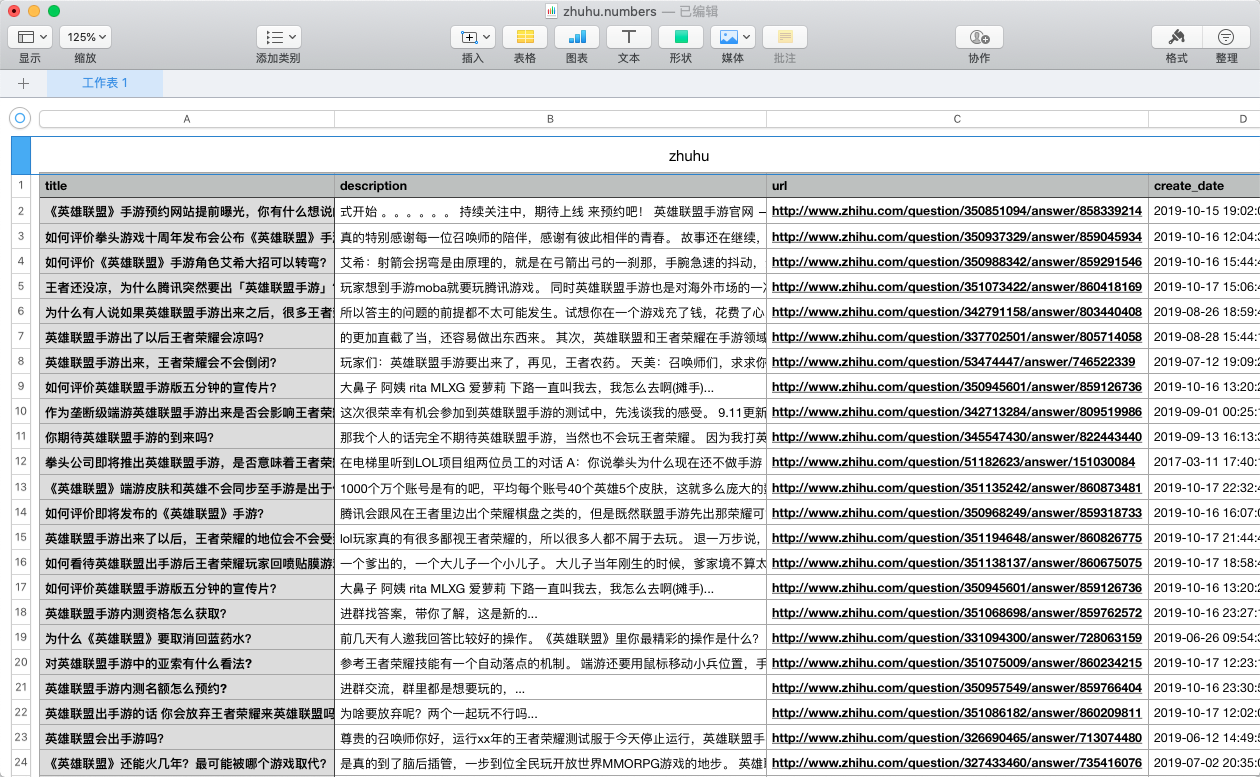 zhuhu.numbers — 已编辑
125%
显示 缩放 添加类别 插入 表格 图表 文本 形状 媒体 批注 协作 格式 整理
工作表 1
A B C D
zhuhu
1 title description url create_date
2 《英雄联盟》手游预约网站提前曝光，你有什么想说 式开始 。。。。。。 持续关注中，期待上线 来预约吧！ 英雄联盟手游官网 http://www.zhihu.com/question/350851094/answer/858339214 2019-10-15 19:02:
3 如何评价拳头游戏十周年发布会公布《英雄联盟》手 真的特别感谢每一位召唤师的陪伴，感谢有彼此相伴的青春。 故事还在继续， http://www.zhihu.com/question/350937329/answer/859045934 2019-10-16 12:04:
4 如何评价《英雄联盟》手游角色艾希大招可以转弯？ 艾希：射箭会拐弯是由原理的，就是在弓箭出弓的一刹那，手腕急速的抖动， http://www.zhihu.com/question/350988342/answer/859291546 2019-10-16 15:44:
5 王者还没凉，为什么腾讯突然要出「英雄联盟手游」 玩家想到手游moba就要玩腾讯游戏。 同时英雄联盟手游也是对海外市场的一 http://www.zhihu.com/question/351073422/answer/860418169 2019-10-17 15:06:
6 为什么有人说如果英雄联盟手游出来之后，很多王者 所以答主的问题的前提都不太可能发生。试想你在一个游戏充了钱，花费了心 http://www.zhihu.com/question/342791158/answer/803440408 2019-08-26 18:59:
7 英雄联盟手游出了以后王者荣耀会凉吗？ 的更加直截了当，还容易做出东西来。 其次，英雄联盟和王者荣耀在手游领域 http://www.zhihu.com/question/337702501/answer/805714058 2019-08-28 15:44:
8 英雄联盟手游出来，王者荣耀会不会倒闭？ 玩家们：英雄联盟手游要出来了，再见，王者农药。 天美：召唤师们，求求你 http://www.zhihu.com/question/53474447/answer/746522339 2019-07-12 19:09:
9 如何评价英雄联盟手游版五分钟的宣传片？ 大鼻子 阿姨 rita MLXG 爱萝莉 下路一直叫我去，我怎么去啊(摊手)... http://www.zhihu.com/question/350945601/answer/859126736 2019-10-16 13:20:
10 作为垄断级端游英雄联盟手游出来是否会影响王者荣 这次很荣幸有机会参加到英雄联盟手游的测试中，先浅谈我的感受。 9.11更新 http://www.zhihu.com/question/342713284/answer/809519986 2019-09-01 00:25:
11 你期待英雄联盟手游的到来吗？ 那我个人的话完全不期待英雄联盟手游，当然也不会玩王者荣耀。 因为我打英 http://www.zhihu.com/question/345547430/answer/822443440 2019-09-13 16:13:
12 拳头公司即将推出英雄联盟手游，是否意味着王者荣 在电梯里听到LOL项目组两位员工的对话 A：你说拳头为什么现在还不做手游 http://www.zhihu.com/question/51182623/answer/151030084 2017-03-11 17:40:
13 《英雄联盟》端游皮肤和英雄不会同步至手游是出于 1000个万个账号是有的吧，平均每个账号40个英雄5个皮肤，这就多么庞大的 http://www.zhihu.com/question/351135242/answer/860873481 2019-10-17 22:32:
14 如何评价即将发布的《英雄联盟》手游？ 腾讯会跟风在王者里边出个荣耀棋盘之类的，但是既然联盟手游先出那荣耀可 http://www.zhihu.com/question/350968249/answer/859318733 2019-10-16 16:07:
15 英雄联盟手游出来了以后，王者荣耀的地位会不会受 lol玩家真的有很多鄙视王者荣耀的，所以很多人都不屑于去玩。 退一万步说， http://www.zhihu.com/question/351194648/answer/860826775 2019-10-17 21:44:
16 如何看待英雄联盟出手游后王者荣耀玩家回喷贴膜游 一个爹出的，一个大儿子一个小儿子。 大儿子当年刚生的时候，爹家境不算太 http://www.zhihu.com/question/351138137/answer/860675075 2019-10-17 18:58:
17 如何评价英雄联盟手游版五分钟的宣传片？ 大鼻子 阿姨 rita MLXG 爱萝莉 下路一直叫我去，我怎么去啊(摊手)... http://www.zhihu.com/question/350945601/answer/859126736 2019-10-16 13:20:
18 英雄联盟手游内测资格怎么获取？ 进群找答案，带你了解，这是新的... http://www.zhihu.com/question/351068698/answer/859762572 2019-10-16 23:27:
19 为什么《英雄联盟》要取消回蓝药水？ 前几天有人邀我回答比较好的操作。《英雄联盟》里你最精彩的操作是什么？ http://www.zhihu.com/question/331094300/answer/728063159 2019-06-26 09:54:
20 对英雄联盟手游中的亚索有什么看法？ 参考王者荣耀技能有一个自动落点的机制。 端游还要用鼠标移动小兵位置，手 http://www.zhihu.com/question/351075009/answer/860234215 2019-10-17 12:23:
21 英雄联盟手游内测名额怎么预约？ 进群交流，群里都是想要玩的，... http://www.zhihu.com/question/350957549/answer/859766404 2019-10-16 23:30:
22 英雄联盟出手游的话 你会放弃王者荣耀来英雄联盟吗 为啥要放弃呢？两个一起玩不行吗... http://www.zhihu.com/question/351086182/answer/860209811 2019-10-17 12:02:
23 英雄联盟会出手游吗？ 尊贵的召唤师你好，运行xx年的王者荣耀测试服于今天停止运行，英雄联盟手 http://www.zhihu.com/question/326690465/answer/713074480 2019-06-12 14:49:
24 《英雄联盟》还能火几年？最可能被哪个游戏取代？ 是真的到了脑后插管，一步到位全民玩开放世界MMORPG游戏的地步。 英雄联 http://www.zhihu.com/question/327433460/answer/735416076 2019-07-02 20:39: